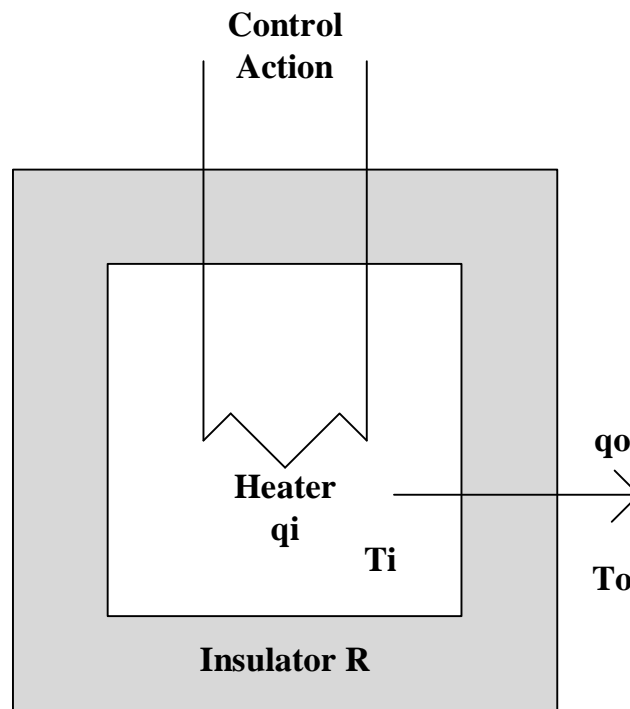 Control
Action
qo
Heater
qi
Ti
To
Insulator R